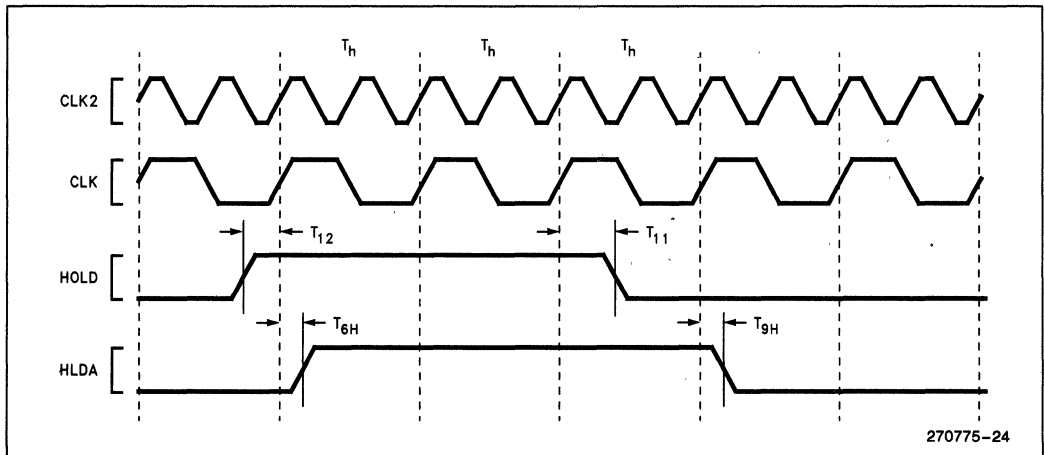 Th Th Th
CLK2
CLK
T12 T11
HOLD
T6H T9H
HLDA
270775-24